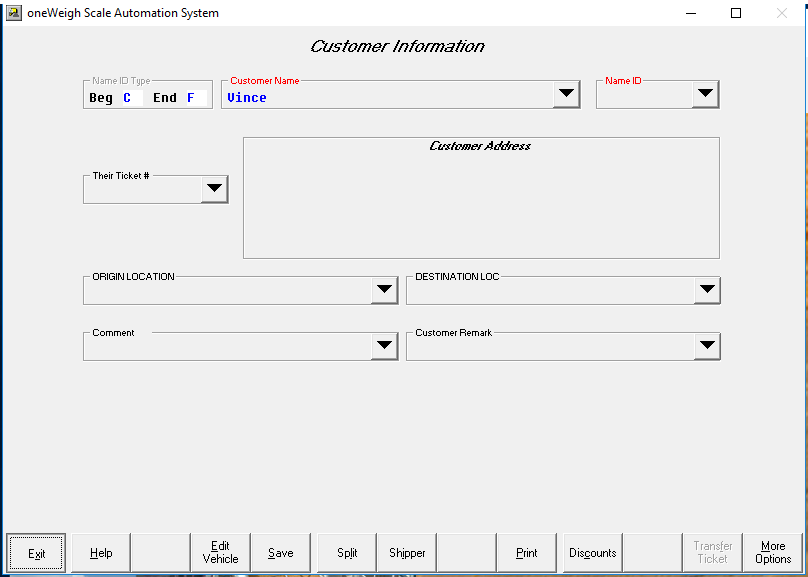 oneWeigh Scale Automation System
Customer Information
Name ID Type
Customer Name
Name ID
Beg C End F
Vince
Customer Address
Their Ticket #
ORIGIN LOCATION
DESTINATION LOC
Comment
Customer Remark
Exit
Help
Edit
Vehicle
Save
Split
Shipper
Print
Discounts
Transfer
Ticket
More
Options